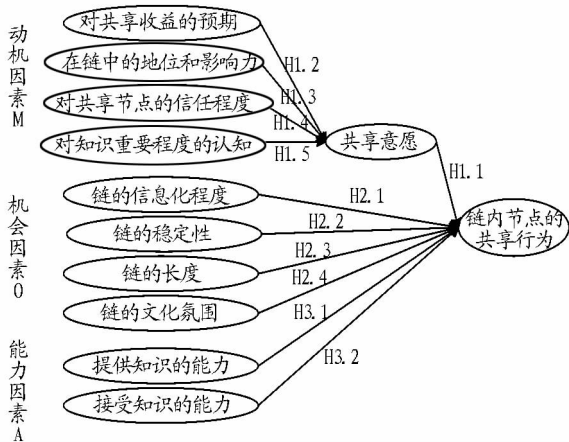 动机因素M
对共享收益的预期
在链中的地位和影响力
对共享节点的信任程度
对知识重要程度的认知
H1.2
H1.3
H1.4
H1.5
共享意愿
H1.1
机会因素O
链的信息化程度
链的稳定性
链的长度
链的文化氛围
H2.1
H2.2
H2.3
H2.4
链内节点的
共享行为
能力因素A
提供知识的能力
接受知识的能力
H3.1
H3.2